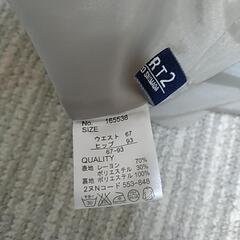 RT2
No. 165538
SIZE
ウエスト 67
ヒップ 93
67-93
QUALITY
表地 レーヨン 70%
ポリエステル 30%
裏地 ポリエステル 100%
2ヌNコード 553-848